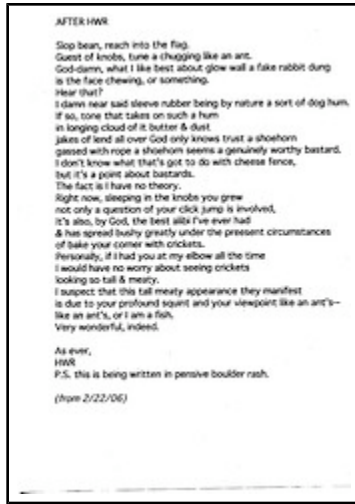 AFTER HWR
Slop bean, reach into the flag.
Guest of knobs, tune a chugging like an ant.
God-damn, what I like best about glow wall a fake rabbit dung
is the face chewing, or something.
Hear that?
I damn near said sleeve rubber being by nature a sort of dog hum.
If so, tone that takes on such a hum
in longing cloud of it butter & dust
jakes of lend all over God only knows trust a shoehorn
gassed with rope a shoehorn seems a genuinely worthy bastard.
I don't know what that's got to do with cheese fence,
but it's a point about bastards.
The fact is I have no theory.
Right now, sleeping in the knobs you grew
not only a question of your click jump is involved,
it's also, by God, the best alibi I've ever had
& has spread bushy greatly under the preesent circumstances
of bake your corner with crickets.
Personally, if I had you at my elbow all the time
I would have no worry about seeing crickets
looking so tall & meaty.
I suspect that this tall meaty appearance they manifest
is due to your profound squint and your viewpoint like an ant's—
like an ant's, or I am a fish.
Very wonderful, indeed.
As ever,
HWR
P.S. this is being written in pensive boulder rash.
(from 2/22/06)